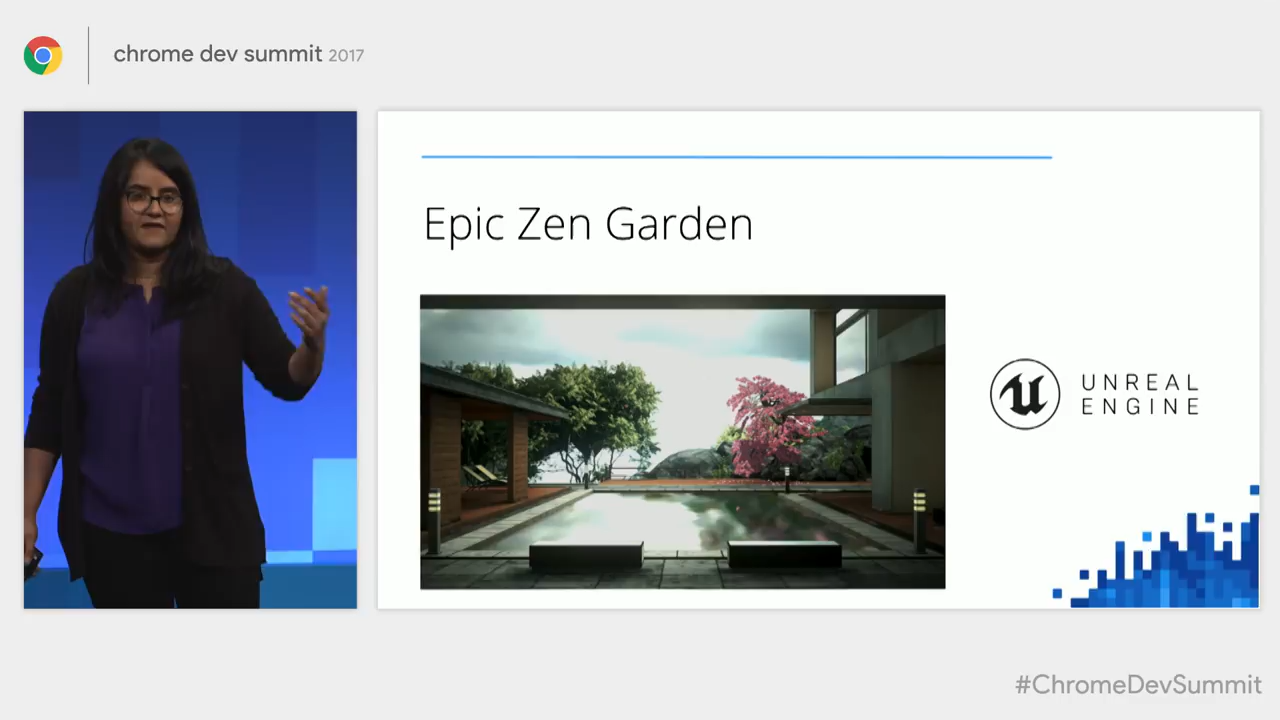 chrome dev summit 2017
Epic Zen Garden
UNREAL
ENGINE
#ChromeDevSummit